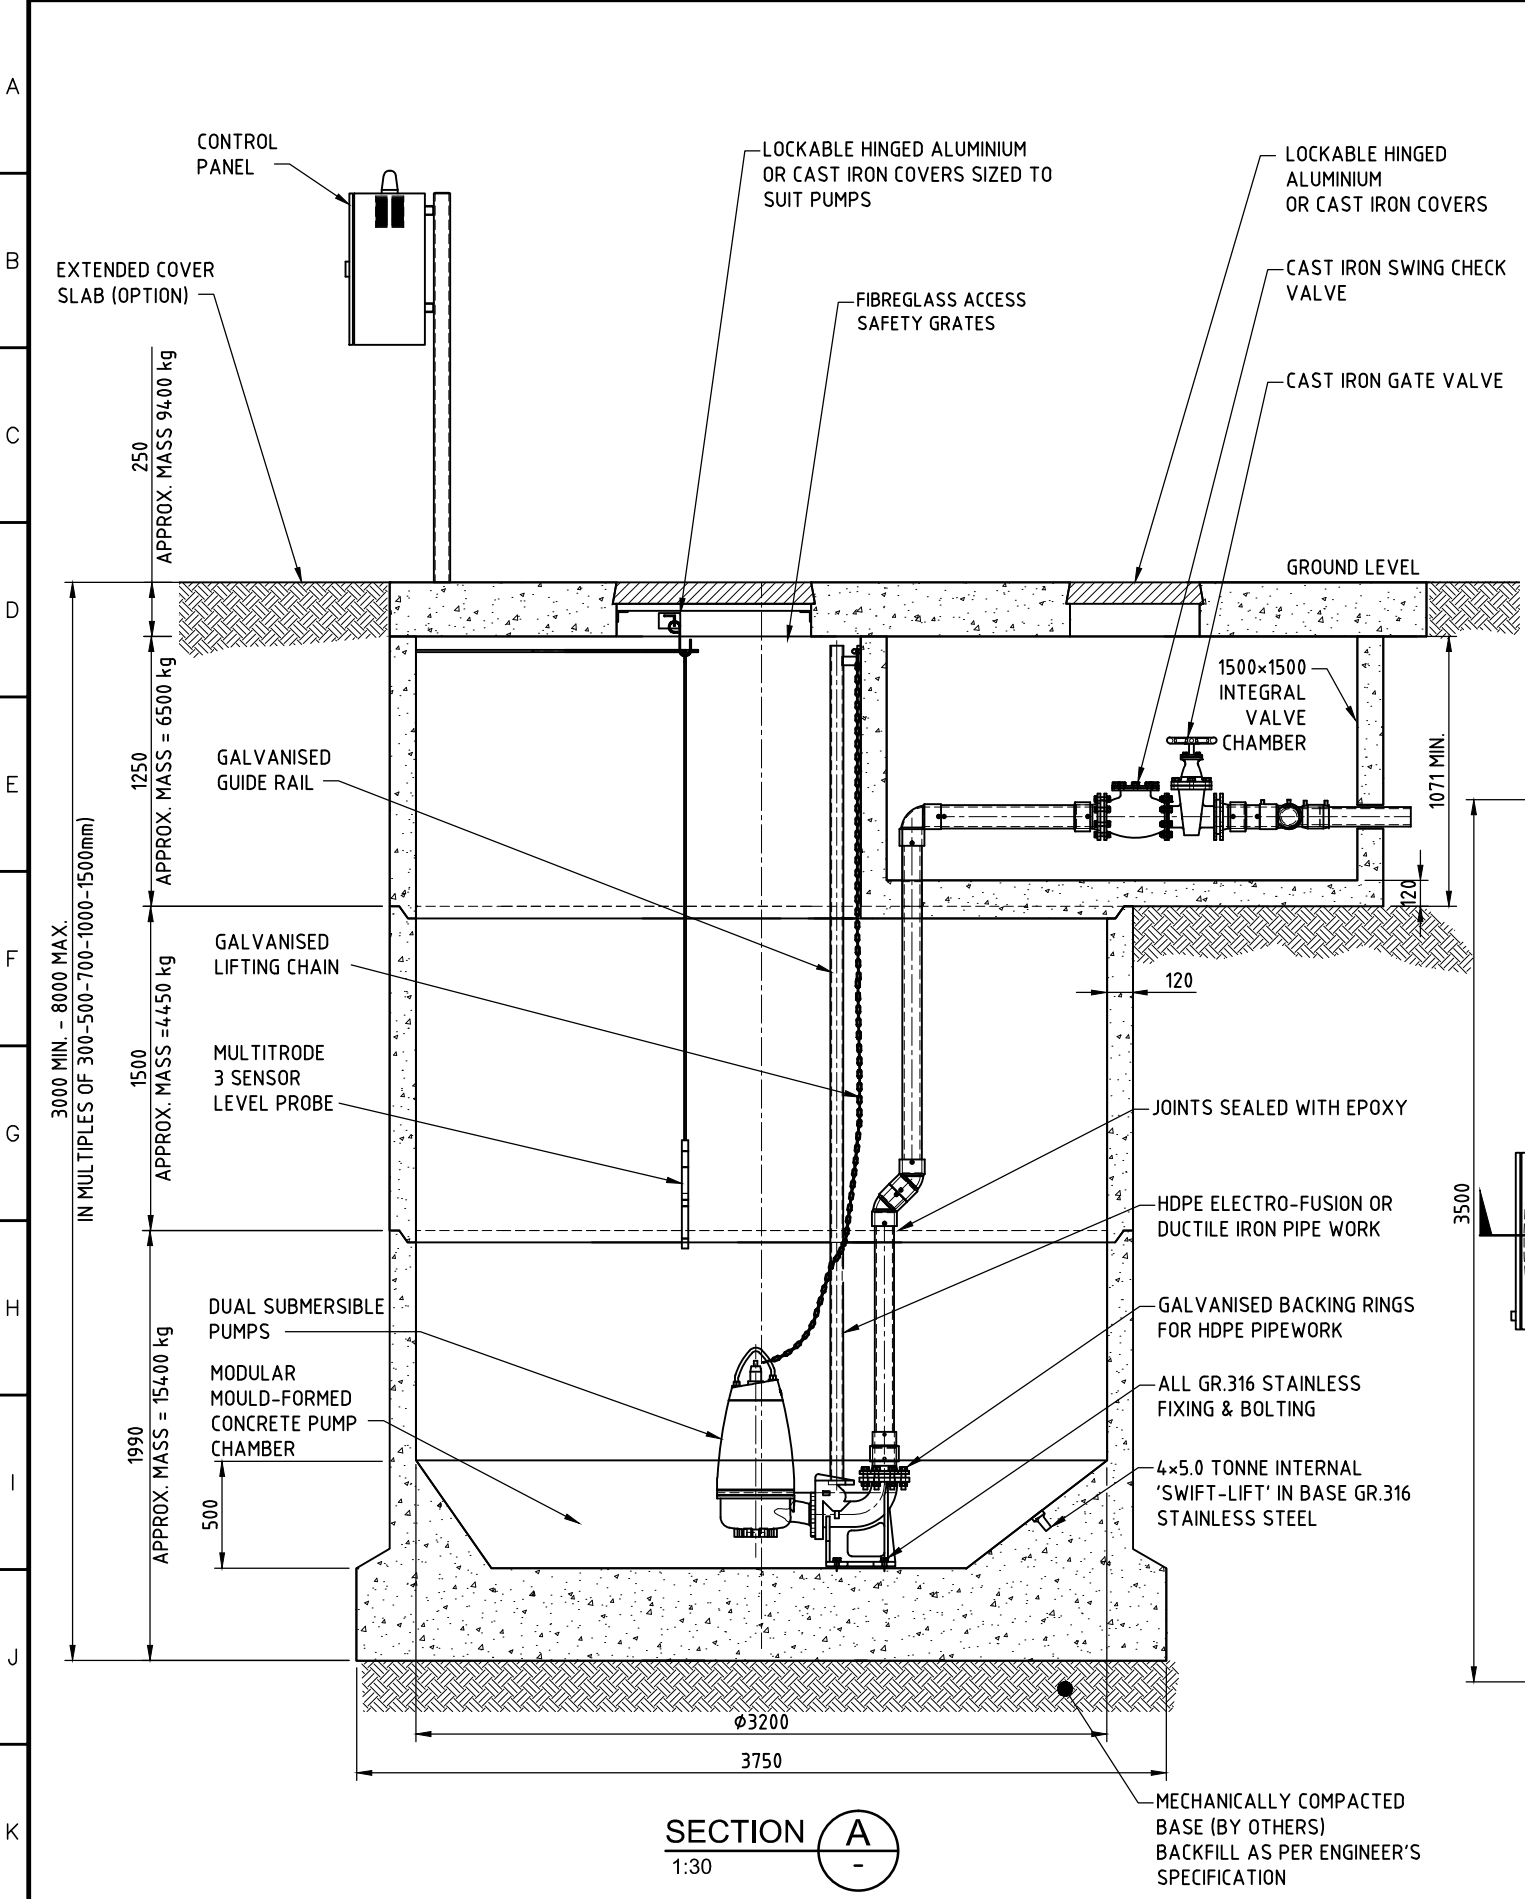 A
B
C
D
E
F
G
H
I
J
K
CONTROL
PANEL
EXTENDED COVER
SLAB (OPTION)
LOCKABLE HINGED ALUMINIUM
OR CAST IRON COVERS SIZED TO
SUIT PUMPS
FIBREGLASS ACCESS
SAFETY GRATES
LOCKABLE HINGED
ALUMINIUM
OR CAST IRON COVERS
CAST IRON SWING CHECK
VALVE
CAST IRON GATE VALVE
GROUND LEVEL
250
APPROX. MASS 9400 kg
1250
APPROX. MASS = 6500 kg
1500
APPROX. MASS =4450 kg
1990
APPROX. MASS = 15400 kg
3000 MIN. - 8000 MAX.
IN MULTIPLES OF 300-500-700-1000-1500mm)
500
GALVANISED
GUIDE RAIL
GALVANISED
LIFTING CHAIN
MULTITRODE
3 SENSOR
LEVEL PROBE
DUAL SUBMERSIBLE
PUMPS
MODULAR
MOULD-FORMED
CONCRETE PUMP
CHAMBER
1500×1500
INTEGRAL
VALVE
CHAMBER
1071 MIN.
120
120
3500
JOINTS SEALED WITH EPOXY
HDPE ELECTRO-FUSION OR
DUCTILE IRON PIPE WORK
GALVANISED BACKING RINGS
FOR HDPE PIPEWORK
ALL GR.316 STAINLESS
FIXING & BOLTING
4×5.0 TONNE INTERNAL
'SWIFT-LIFT' IN BASE GR.316
STAINLESS STEEL
Ø3200
3750
MECHANICALLY COMPACTED
BASE (BY OTHERS)
BACKFILL AS PER ENGINEER'S
SPECIFICATION
SECTION A
1:30 -